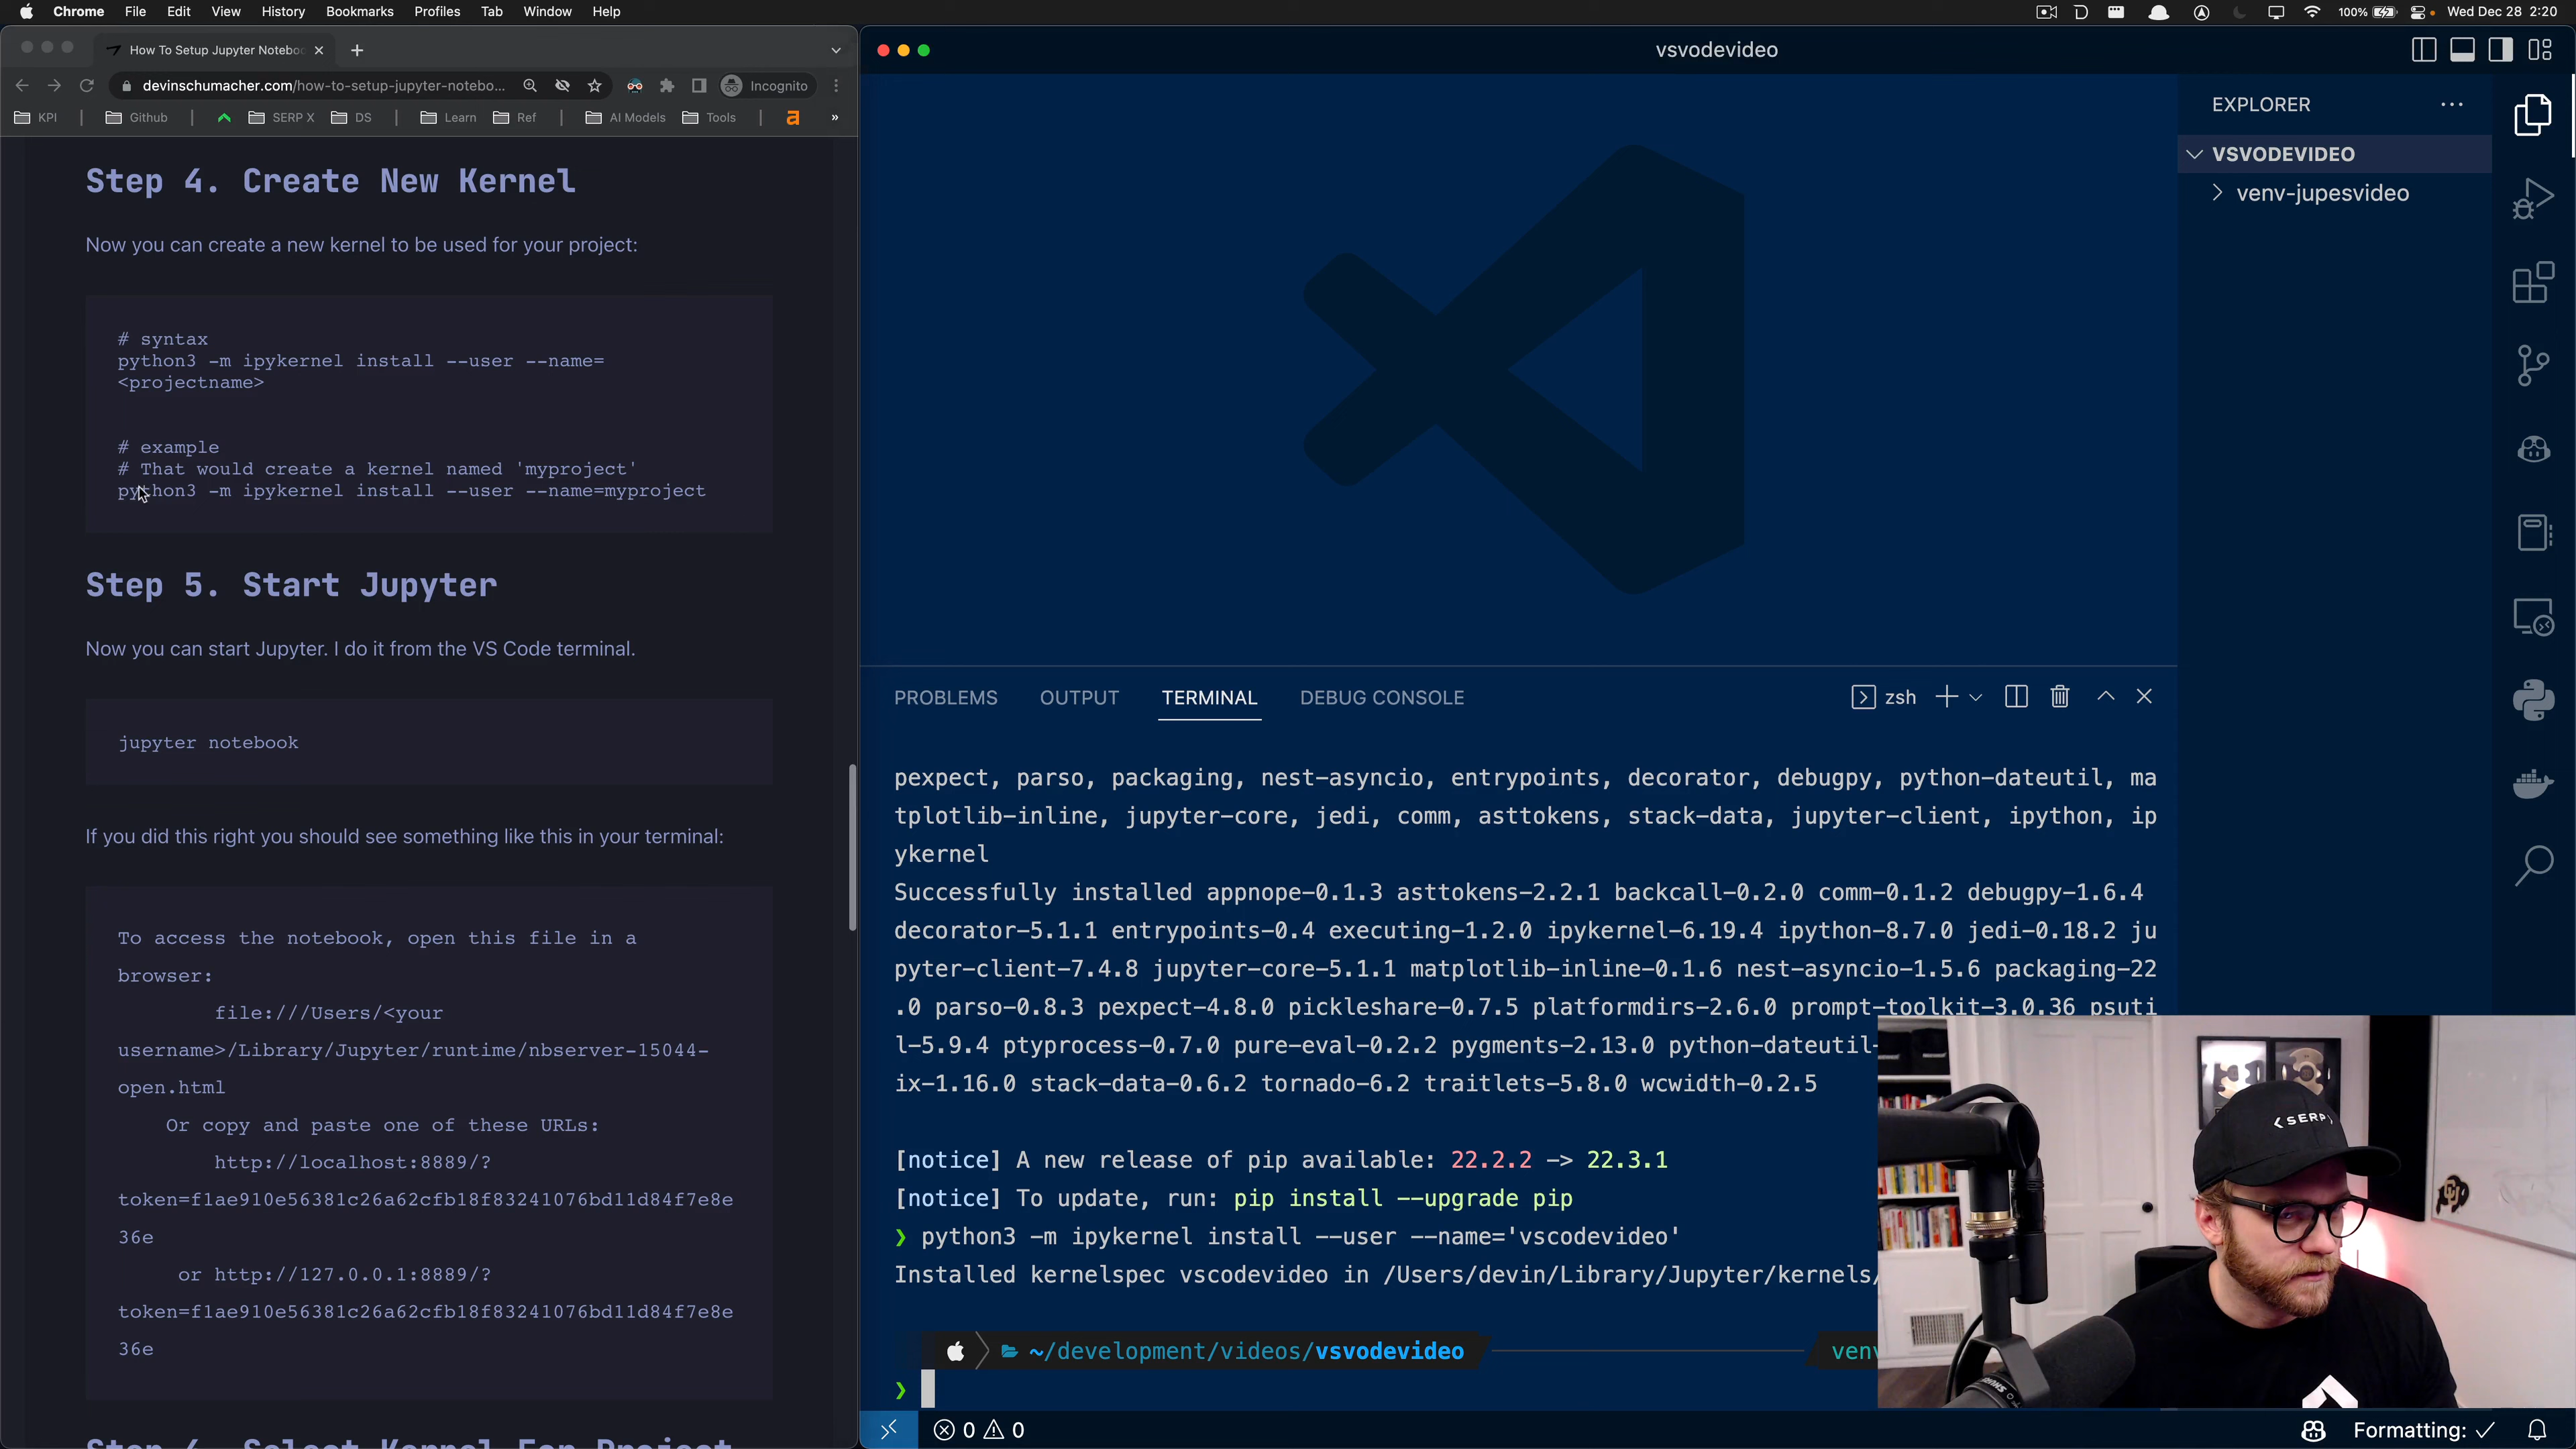 Chrome File Edit View History Bookmarks Profiles Tab Window Help
100% Wed Dec 28 2:20
How To Setup Jupyter Notebo
devinschumacher.com/how-to-setup-jupyter-notebo...
Incognito
KPI | Github | SERP X DS | Learn Ref | AI Models Tools | a »
Step 4. Create New Kernel
Now you can create a new kernel to be used for your project:
# syntax
python3 -m ipykernel install --user --name=
<projectname>
# example
# That would create a kernel named 'myproject'
python3 -m ipykernel install --user --name=myproject
Step 5. Start Jupyter
Now you can start Jupyter. I do it from the VS Code terminal.
jupyter notebook
If you did this right you should see something like this in your terminal:
To access the notebook, open this file in a
browser:
file:///Users/<your
username>/Library/Jupyter/runtime/nbserver-15044-
open.html
Or copy and paste one of these URLs:
http://localhost:8889/?
token=f1ae910e56381c26a62cfb18f83241076bd11d84f7e8e
36e
or http://127.0.0.1:8889/?
token=f1ae910e56381c26a62cfb18f83241076bd11d84f7e8e
36e
Step 6. Select Kernel For Project
vsvodevideo
EXPLORER
VSVODEVIDEO
venv-jupesvideo
PROBLEMS OUTPUT TERMINAL DEBUG CONSOLE
zsh
pexpect, parso, packaging, nest-asyncio, entrypoints, decorator, debugpy, python-dateutil, ma
tplotlib-inline, jupyter-core, jedi, comm, asttokens, stack-data, jupyter-client, ipython, ip
ykernel
Successfully installed appnope-0.1.3 asttokens-2.2.1 backcall-0.2.0 comm-0.1.2 debugpy-1.6.4
decorator-5.1.1 entrypoints-0.4 executing-1.2.0 ipykernel-6.19.4 ipython-8.7.0 jedi-0.18.2 ju
pyter-client-7.4.8 jupyter-core-5.1.1 matplotlib-inline-0.1.6 nest-asyncio-1.5.6 packaging-22
.0 parso-0.8.3 pexpect-4.8.0 pickleshare-0.7.5 platformdirs-2.6.0 prompt-toolkit-3.0.36 psuti
l-5.9.4 ptyprocess-0.7.0 pure-eval-0.2.2 pygments-2.13.0 python-dateutil-
ix-1.16.0 stack-data-0.6.2 tornado-6.2 traitlets-5.8.0 wcwidth-0.2.5
[notice] A new release of pip available: 22.2.2 -> 22.3.1
[notice] To update, run: pip install --upgrade pip
❯ python3 -m ipykernel install --user --name='vscodevideo'
Installed kernelspec vscodevideo in /Users/devin/Library/Jupyter/kernels/
~/development/videos/vsvodevideo
ven
❯
0 0
Formatting: ✓
<SERP